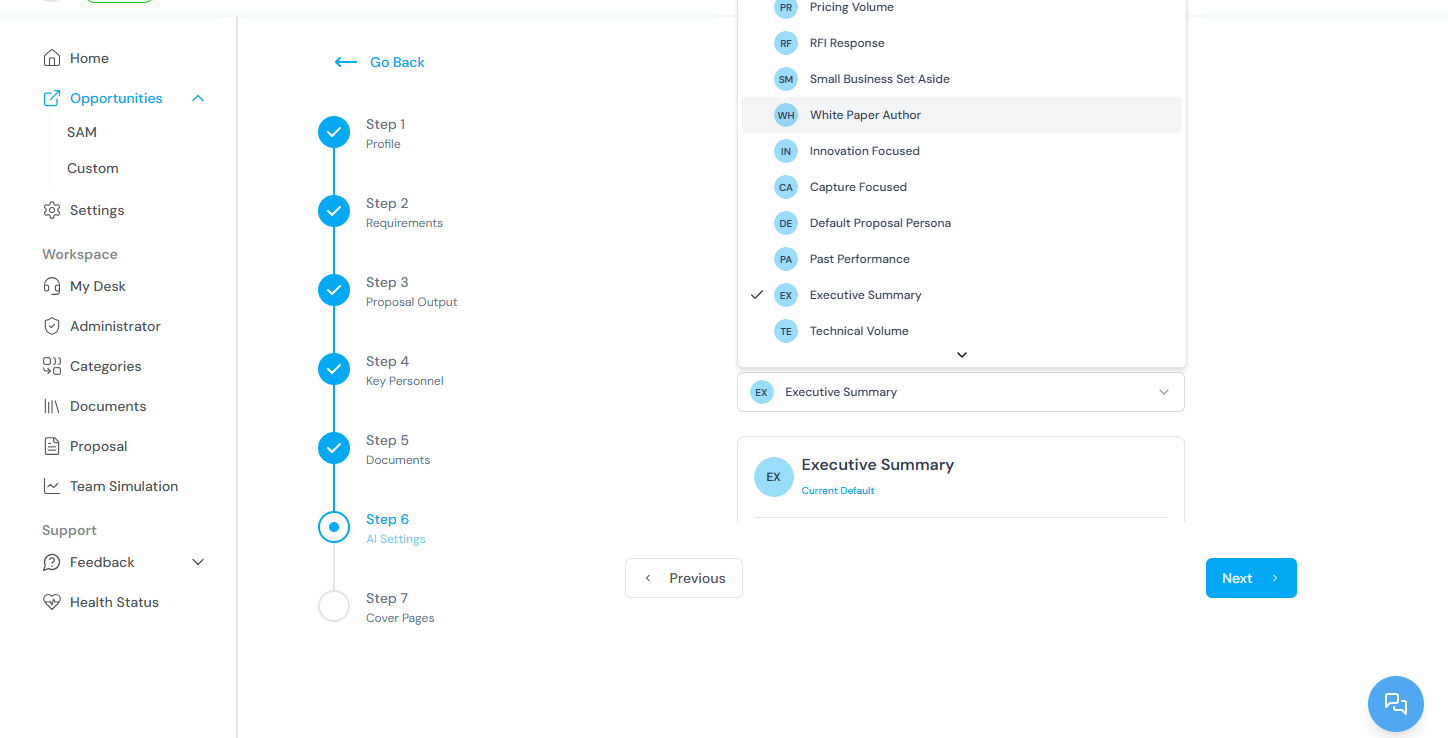 Home
Opportunities
SAM
Custom
Settings
Workspace
My Desk
Administrator
Categories
Documents
Proposal
Team Simulation
Support
Feedback
Health Status
Go Back
Step 1
Profile
Step 2
Requirements
Step 3
Proposal Output
Step 4
Key Personnel
Step 5
Documents
Step 6
AI Settings
Step 7
Cover Pages
PR Pricing Volume
RF RFI Response
SM Small Business Set Aside
WH White Paper Author
IN Innovation Focused
CA Capture Focused
DE Default Proposal Persona
PA Past Performance
EX Executive Summary
TE Technical Volume
EX Executive Summary
EX Executive Summary
Current Default
Previous
Next